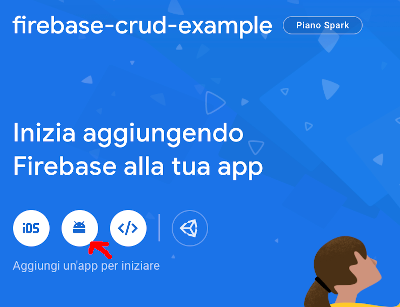 firebase-crud-example
Piano Spark
Inizia aggiungendo
Firebase alla tua app
iOS
</>
Aggiungi un'app per iniziare